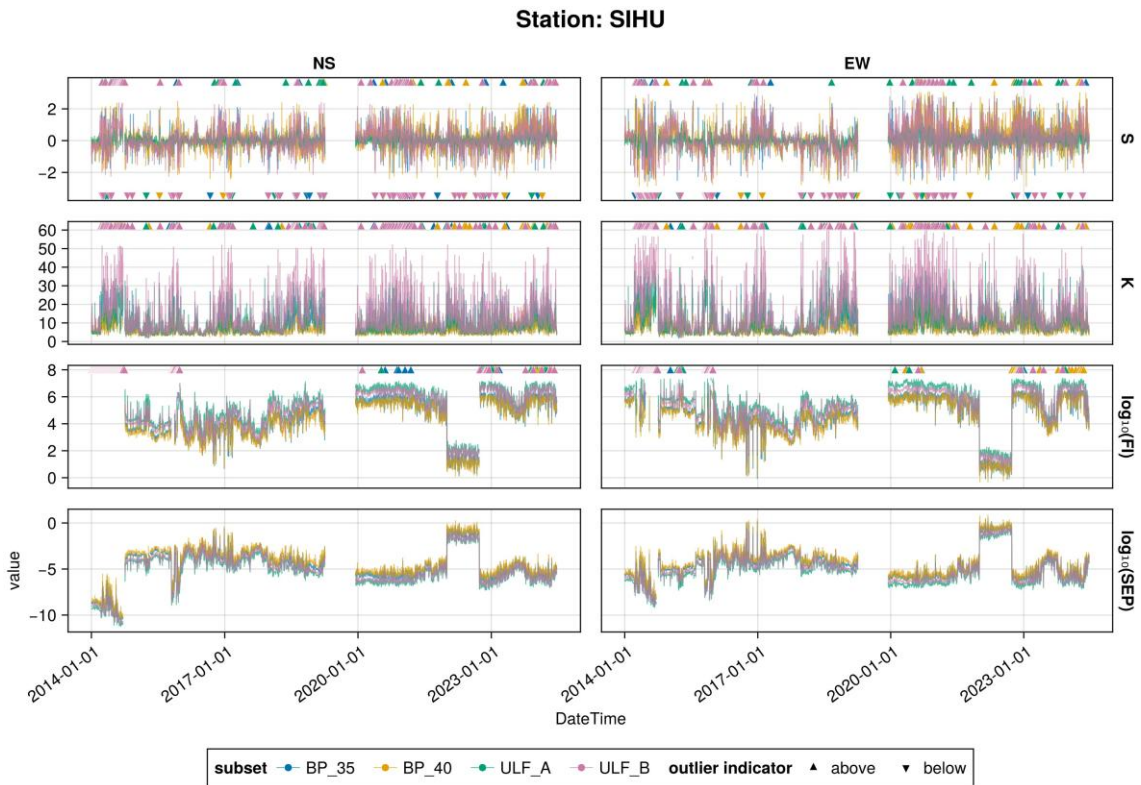 Station: SIHU
NS
EW
2
0
−2
S
60
50
40
30
20
10
0
K
8
6
4
2
0
log₁₀(FI)
0
−5
−10
value
log₁₀(SEP)
2014-01-01
2017-01-01
2020-01-01
2023-01-01
2014-01-01
2017-01-01
2020-01-01
2023-01-01
DateTime
subset BP_35 BP_40 ULF_A ULF_B outlier indicator above below